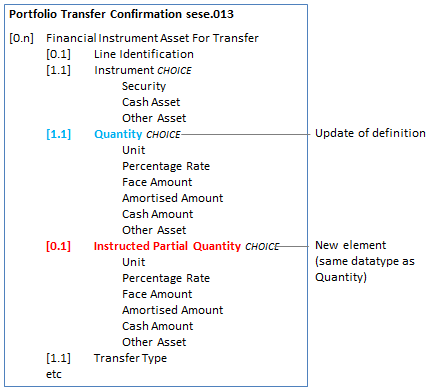 Portfolio Transfer Confirmation sese.013
[0.n] Financial Instrument Asset For Transfer
[0.1] Line Identification
[1.1] Instrument CHOICE
Security
Cash Asset
Other Asset
[1.1] Quantity CHOICE Update of definition
Unit
Percentage Rate
Face Amount
Amortised Amount
Cash Amount
Other Asset
[0.1] Instructed Partial Quantity CHOICE New element
Unit (same datatype as
Percentage Rate Quantity)
Face Amount
Amortised Amount
Cash Amount
Other Asset
[1.1] Transfer Type
etc